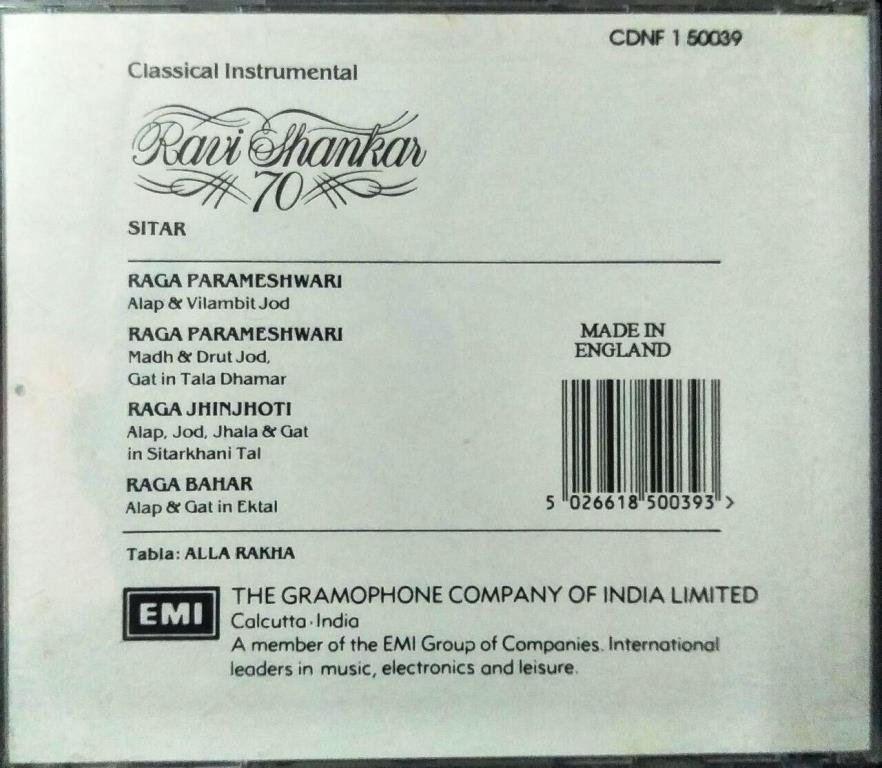 CDNF 1 50039
Classical Instrumental
Ravi Shankar
70
SITAR
RAGA PARAMESHWARI
Alap & Vilambit Jod
RAGA PARAMESHWARI
Madh & Drut Jod,
Gat in Tala Dhamar
RAGA JHINJHOTI
Alap, Jod, Jhala & Gat
in Sitarkhani Tal
RAGA BAHAR
Alap & Gat in Ektal
MADE IN
ENGLAND
5 026618 500393 >
Tabla: ALLA RAKHA
EMI
THE GRAMOPHONE COMPANY OF INDIA LIMITED
Calcutta · India
A member of the EMI Group of Companies. International
leaders in music, electronics and leisure.